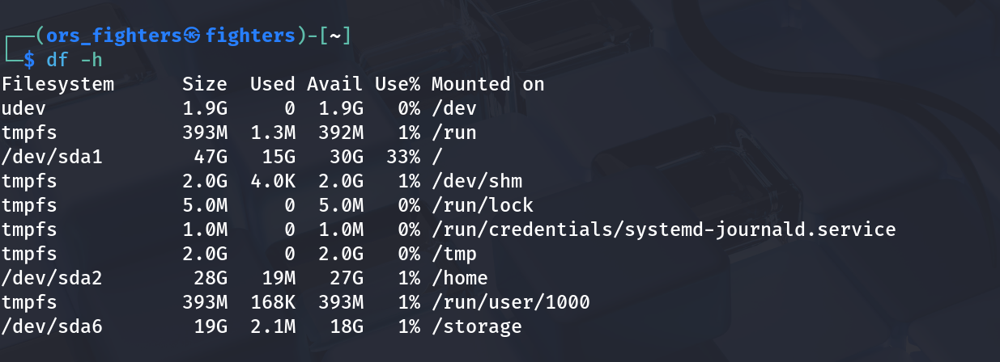 ┌──(ors_fighters㉿fighters)-[~]
└─$ df -h
Filesystem      Size  Used Avail Use% Mounted on
udev            1.9G     0  1.9G   0% /dev
tmpfs           393M  1.3M  392M   1% /run
/dev/sda1        47G   15G   30G  33% /
tmpfs           2.0G  4.0K  2.0G   1% /dev/shm
tmpfs           5.0M     0  5.0M   0% /run/lock
tmpfs           1.0M     0  1.0M   0% /run/credentials/systemd-journald.service
tmpfs           2.0G     0  2.0G   0% /tmp
/dev/sda2        28G   19M   27G   1% /home
tmpfs           393M  168K  393M   1% /run/user/1000
/dev/sda6        19G  2.1M   18G   1% /storage